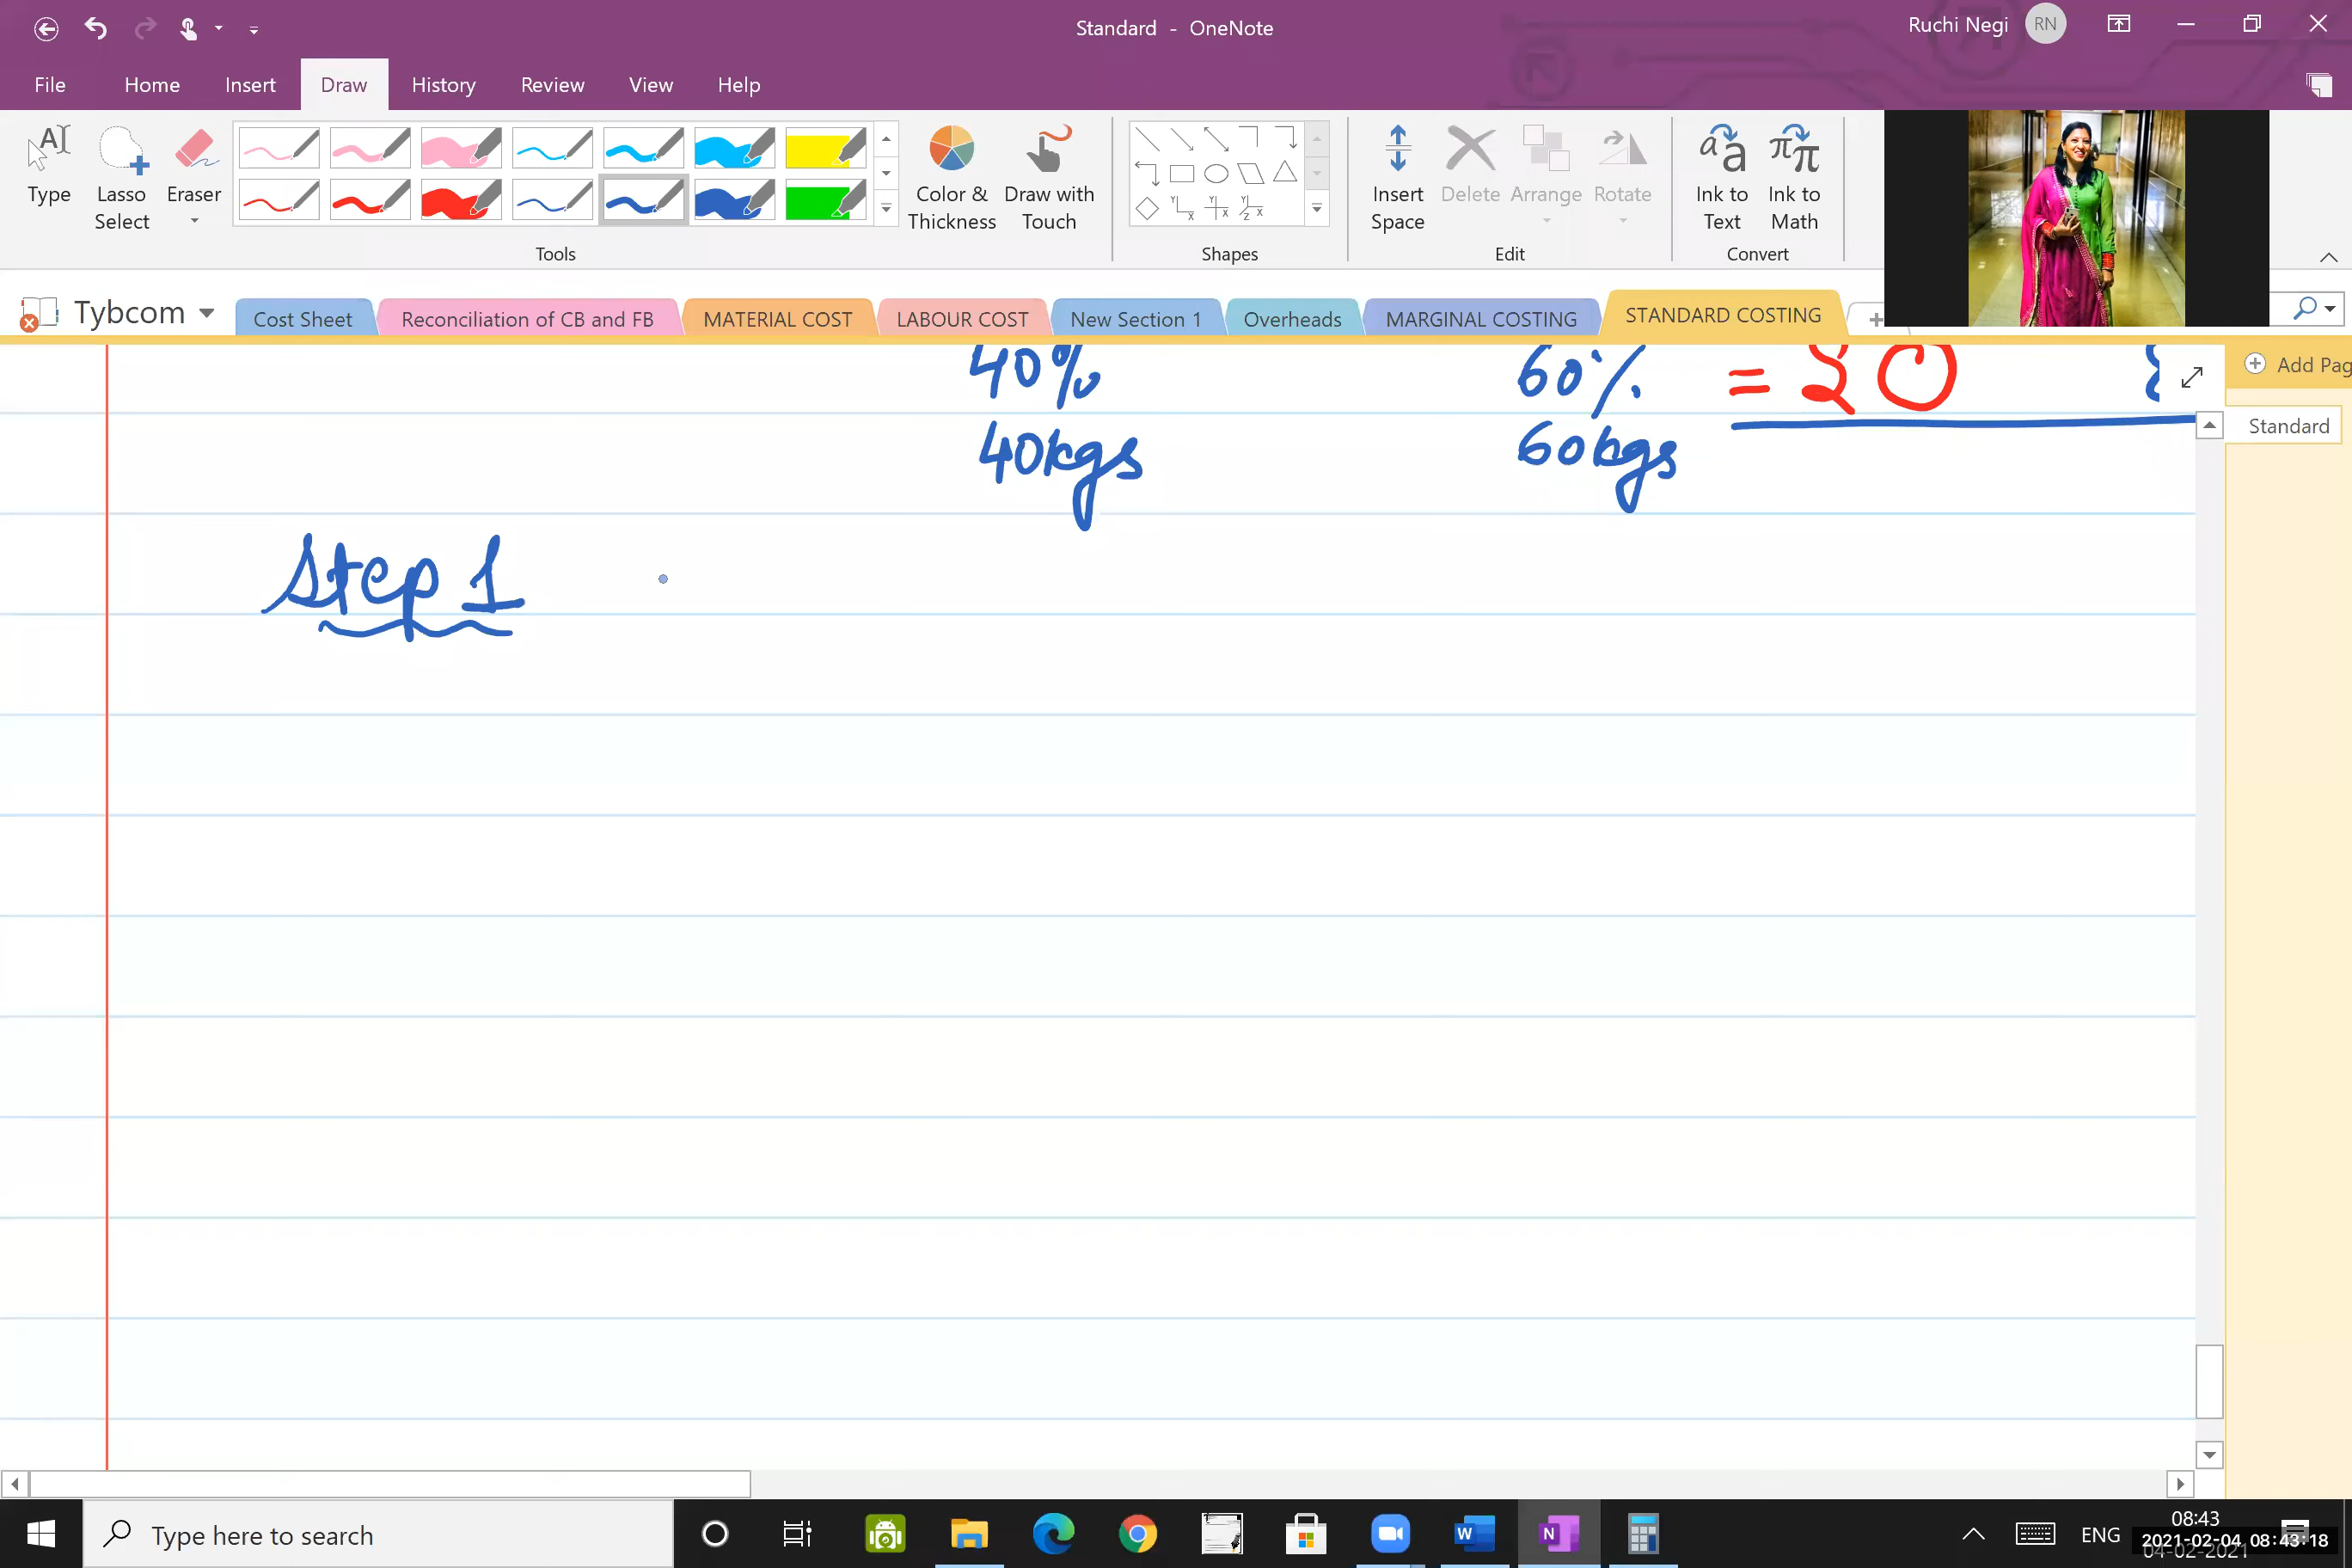 Standard - OneNote
Ruchi Negi RN
File Home Insert Draw History Review View Help
Type
Lasso Select
Eraser
Color & Thickness
Draw with Touch
Insert Space
Delete
Arrange
Rotate
Ink to Text
Ink to Math
Tools
Shapes
Edit
Convert
Tybcom
Cost Sheet
Reconciliation of CB and FB
MATERIAL COST
LABOUR COST
New Section 1
Overheads
MARGINAL COSTING
STANDARD COSTING
Add Pag
Standard
40% 60%
40kgs 60kgs
Step 1
Type here to search
ENG
08:43
2021-02-04 08:43:18
04-02-2021